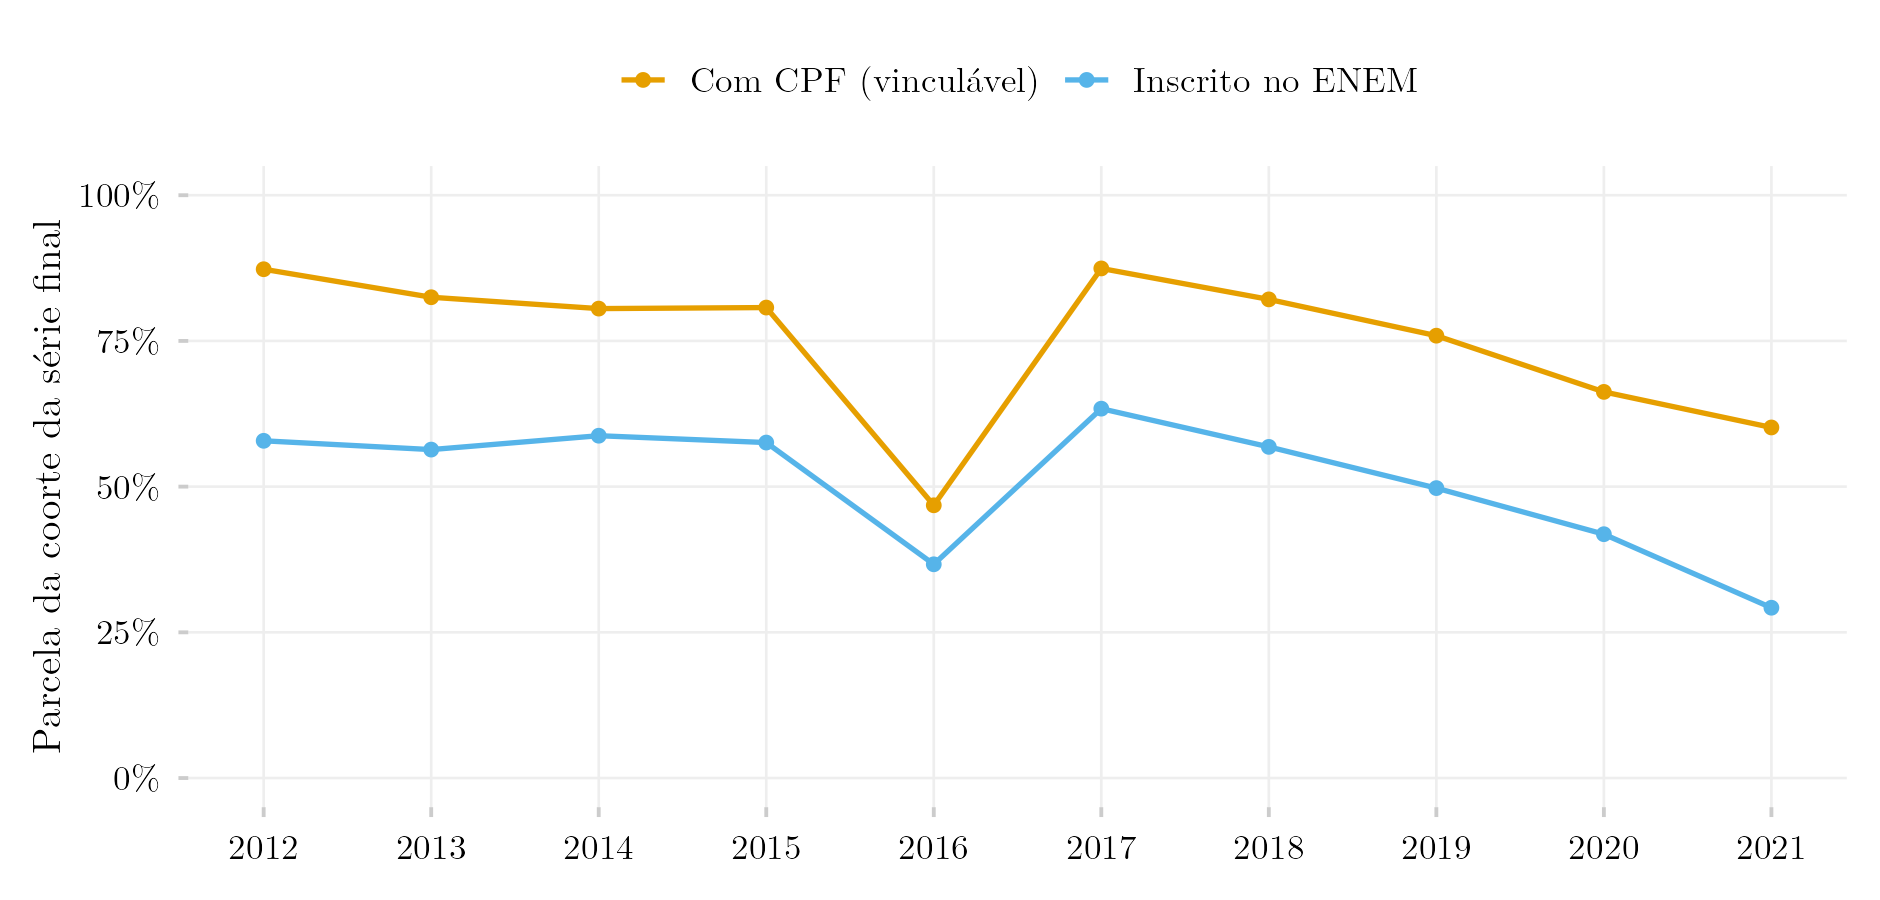 Com CPF (vinculável) Inscrito no ENEM
Parcela da coorte da série final
100%
75%
50%
25%
0%
2012 2013 2014 2015 2016 2017 2018 2019 2020 2021